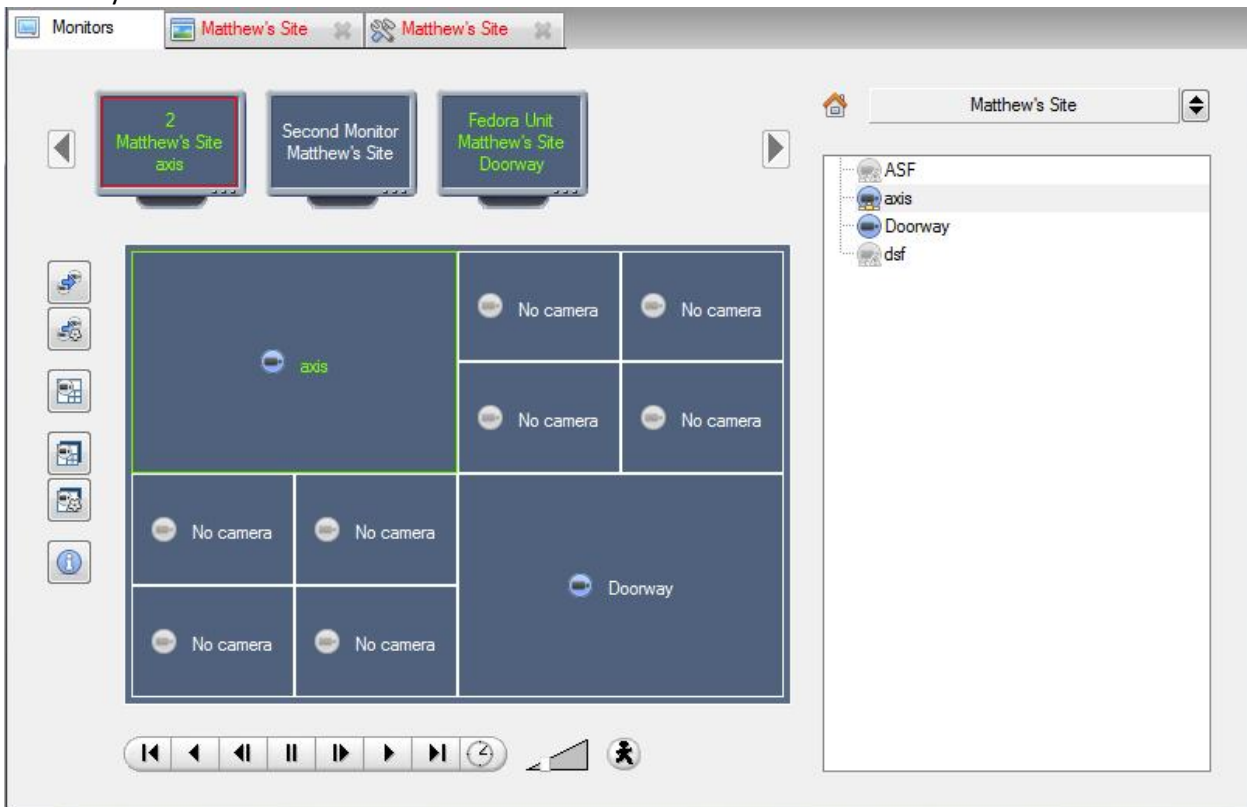 Monitors
Matthew's Site
Matthew's Site
2
Matthew's Site
axis
Second Monitor
Matthew's Site
Fedora Unit
Matthew's Site
Doorway
Matthew's Site
ASF
axis
Doorway
dsf
axis
No camera
No camera
No camera
No camera
No camera
No camera
No camera
No camera
Doorway